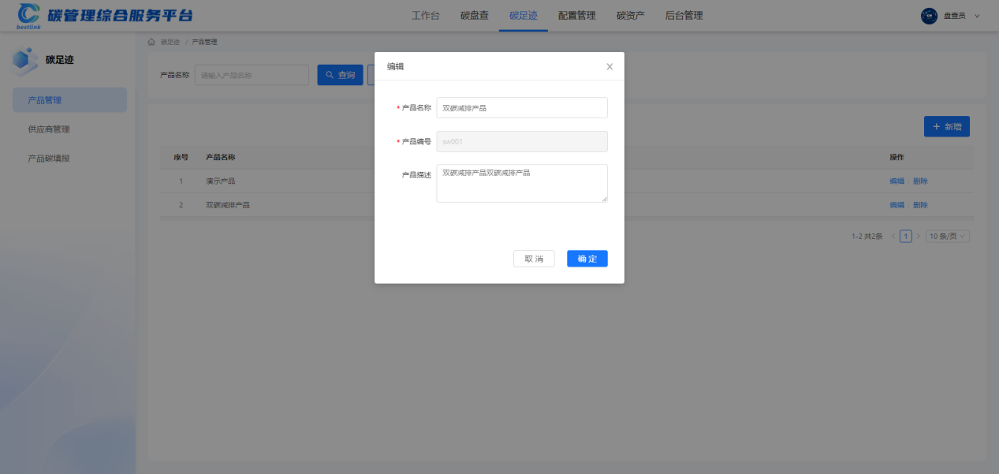 碳管理综合服务平台
bestlink
工作台 碳盘查 碳足迹 配置管理 碳资产 后台管理
盘查员
碳足迹 / 产品管理
碳足迹
产品管理
供应商管理
产品碳填报
产品名称 请输入产品名称 查询
+ 新增
序号 产品名称 操作
1 演示产品 编辑 删除
2 双碳减排产品 编辑 删除
1-2 共2条 < 1 > 10 条/页
编辑
* 产品名称 双碳减排产品
* 产品编号 sw001
产品描述 双碳减排产品双碳减排产品
取 消 确 定